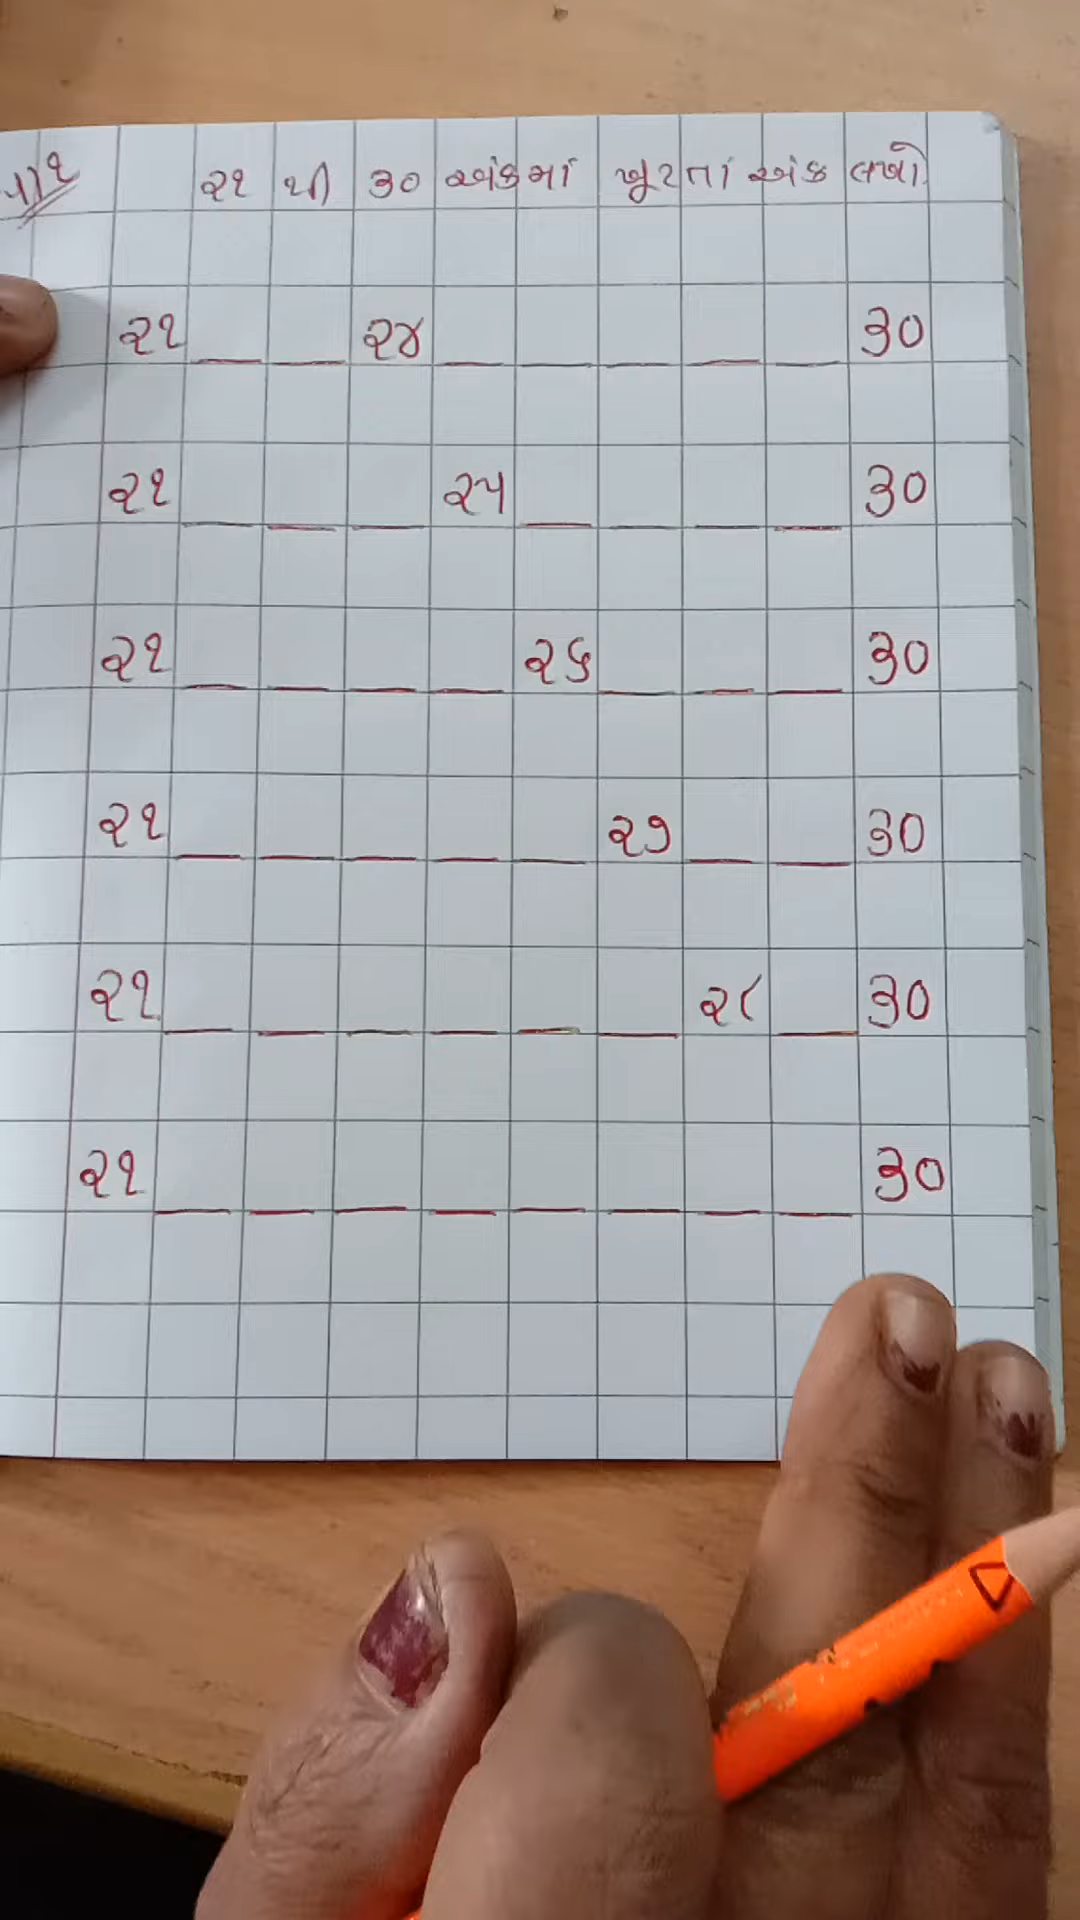 પાા૧ ૨૧ થી ૩૦ અંકમાં ખૂટતાં અંક લખો.
૨૧ _ _ ૨૪ _ _ _ _ _ ૩૦
૨૧ _ _ _ ૨૫ _ _ _ _ ૩૦
૨૧ _ _ _ _ ૨૬ _ _ _ ૩૦
૨૧ _ _ _ _ _ ૨૭ _ _ ૩૦
૨૧ _ _ _ _ _ _ ૨૮ _ ૩૦
૨૧ _ _ _ _ _ _ _ _ ૩૦